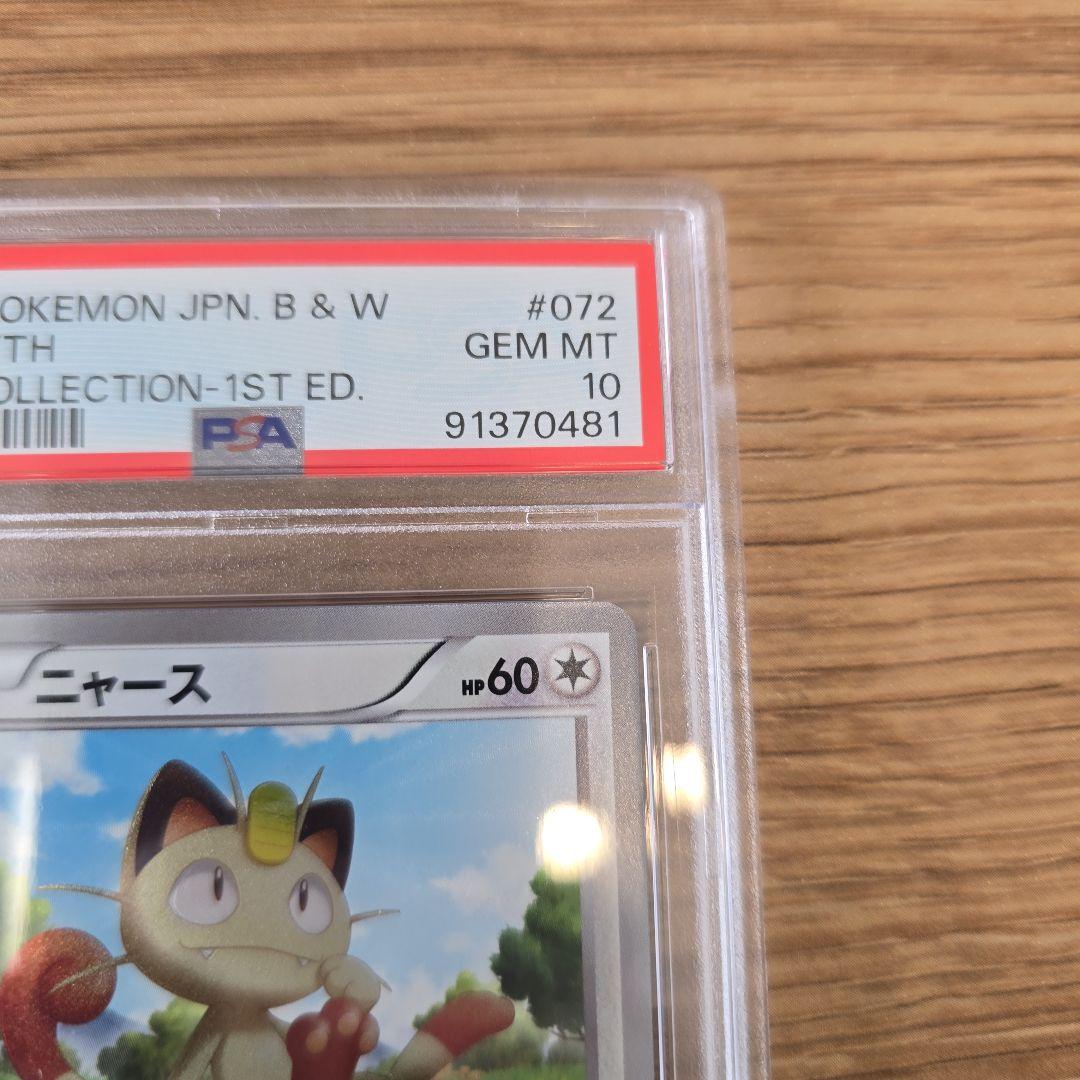 OKEMON JPN. B & W #072
TH GEM MT
OLLECTION-1ST ED. 10
PSA 91370481
ニャース HP60